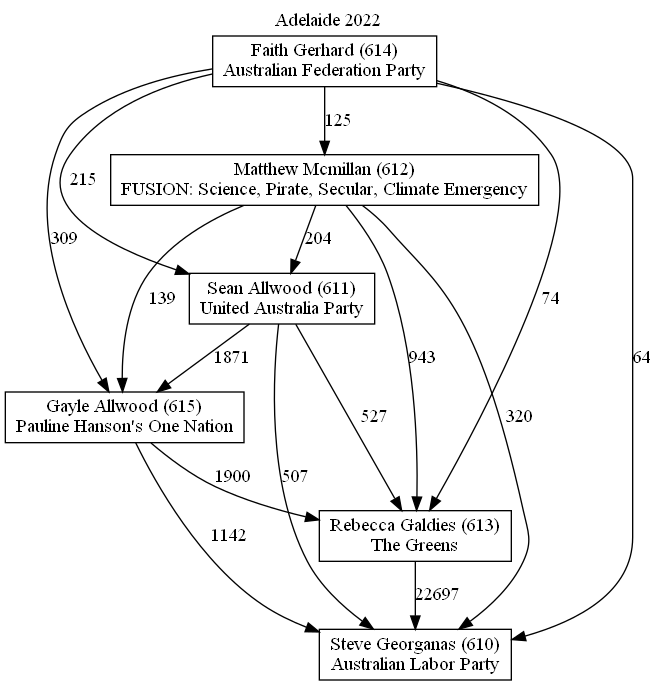 Adelaide 2022
Faith Gerhard (614)
Australian Federation Party
125
Matthew Mcmillan (612)
FUSION: Science, Pirate, Secular, Climate Emergency
215
309
204
139
Sean Allwood (611)
United Australia Party
74
1871
943
64
Gayle Allwood (615)
Pauline Hanson's One Nation
527
320
1900
507
Rebecca Galdies (613)
The Greens
1142
22697
Steve Georganas (610)
Australian Labor Party